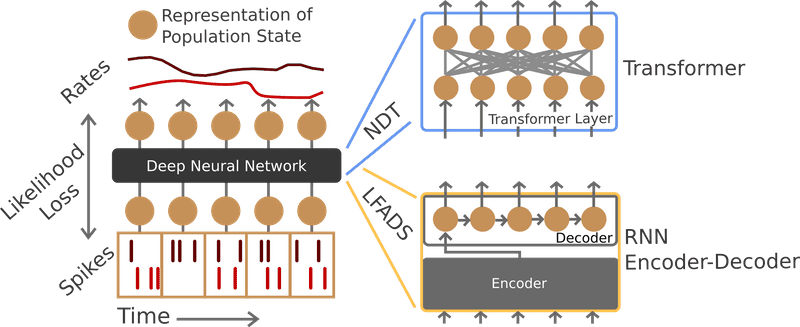 Representation of
Population State
Rates
Deep Neural Network
Likelihood
Loss
Spikes
Time
NDT
LFADS
Transformer Layer
Transformer
Decoder
Encoder
RNN
Encoder-Decoder